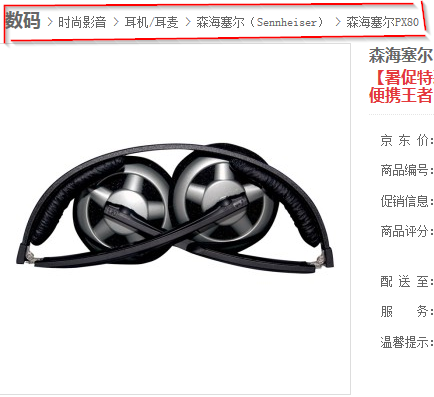 数码 > 时尚影音 > 耳机/耳麦 > 森海塞尔（Sennheiser） > 森海塞尔PX80
森海塞尔
【暑促特
便携王者
京 东 价：
商品编号：
促销信息：
商品评分：
配 送 至：
服 务：
温馨提示：